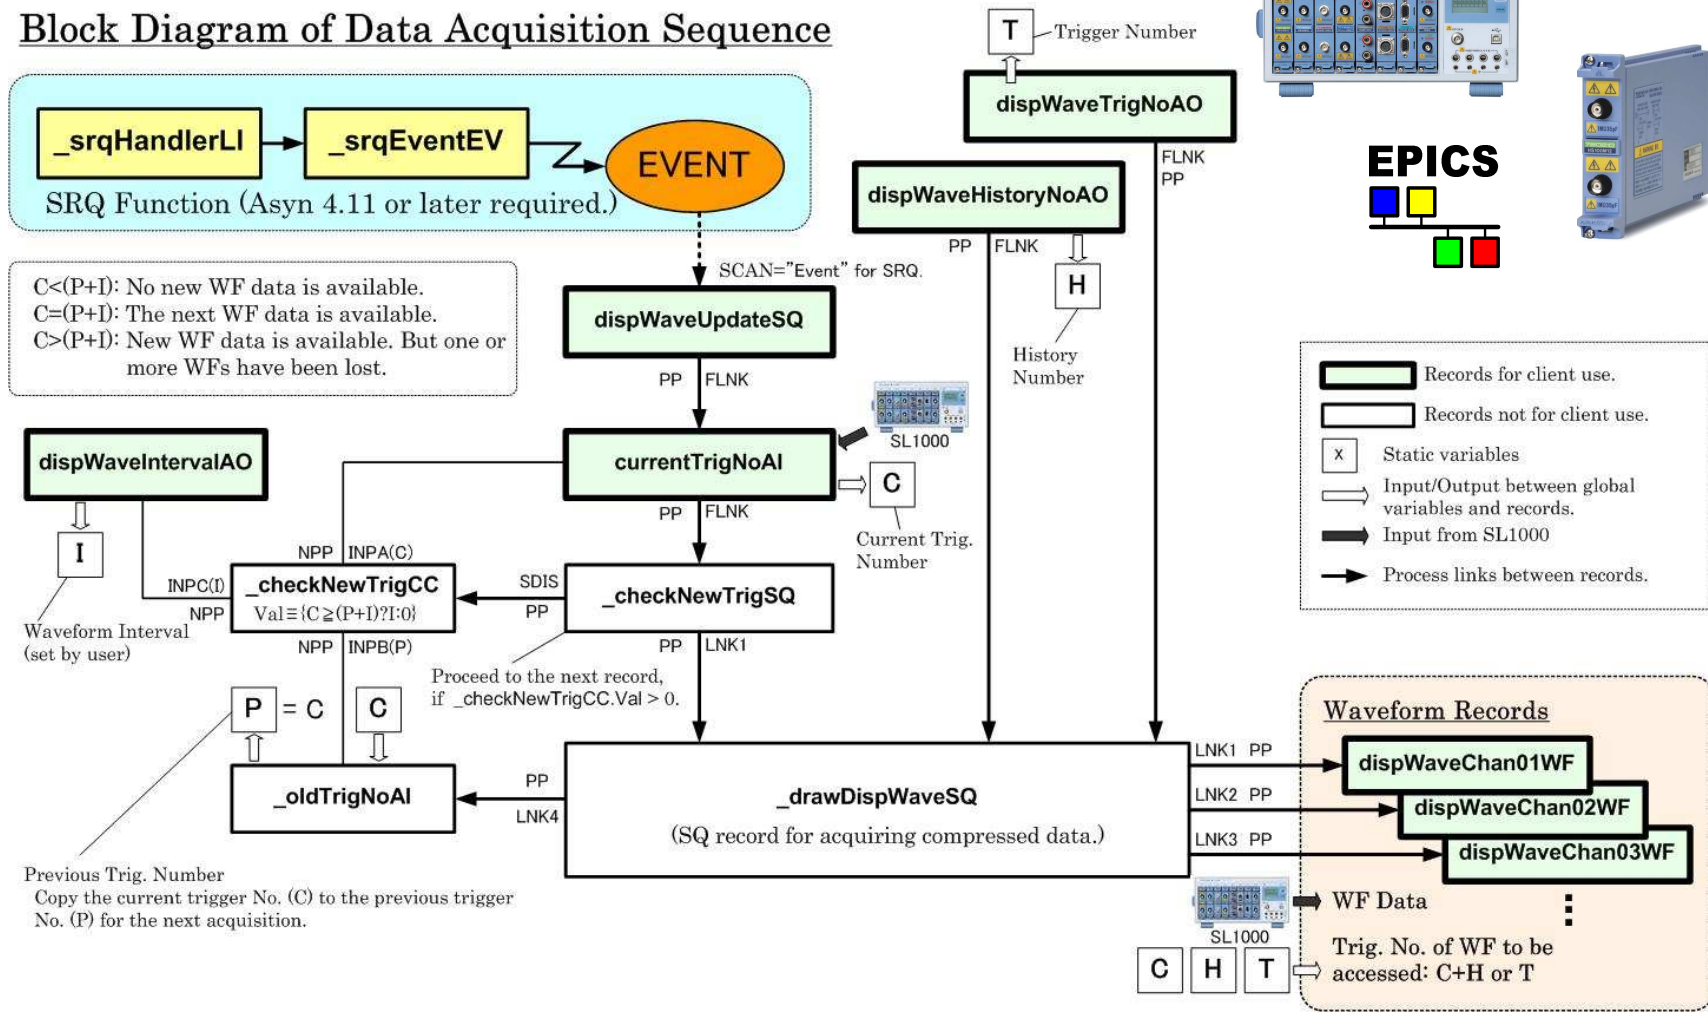 Block Diagram of Data Acquisition Sequence
_srqHandlerLI
_srqEventEV
EVENT
SRQ Function (Asyn 4.11 or later required.)
T
Trigger Number
dispWaveTrigNoAO
FLNK
PP
dispWaveHistoryNoAO
PP FLNK
H
History
Number
EPICS
C<(P+I): No new WF data is available.
C=(P+I): The next WF data is available.
C>(P+I): New WF data is available. But one or
more WFs have been lost.
SCAN="Event" for SRQ.
dispWaveUpdateSQ
PP FLNK
SL1000
dispWaveIntervalAO
currentTrigNoAI
C
Current Trig.
Number
PP FLNK
I
Waveform Interval
(set by user)
NPP INPA(C)
INPC(I)
NPP
_checkNewTrigCC
Val≡{C≧(P+I)?I:0}
NPP INPB(P)
SDIS
PP
_checkNewTrigSQ
PP LNK1
Proceed to the next record,
if _checkNewTrigCC.Val > 0.
P = C
C
_oldTrigNoAI
PP
LNK4
_drawDispWaveSQ
(SQ record for acquiring compressed data.)
Previous Trig. Number
Copy the current trigger No. (C) to the previous trigger
No. (P) for the next acquisition.
Records for client use.
Records not for client use.
X Static variables
Input/Output between global
variables and records.
Input from SL1000
Process links between records.
Waveform Records
LNK1 PP
dispWaveChan01WF
LNK2 PP
dispWaveChan02WF
LNK3 PP
dispWaveChan03WF
SL1000
WF Data
C H T
Trig. No. of WF to be
accessed: C+H or T